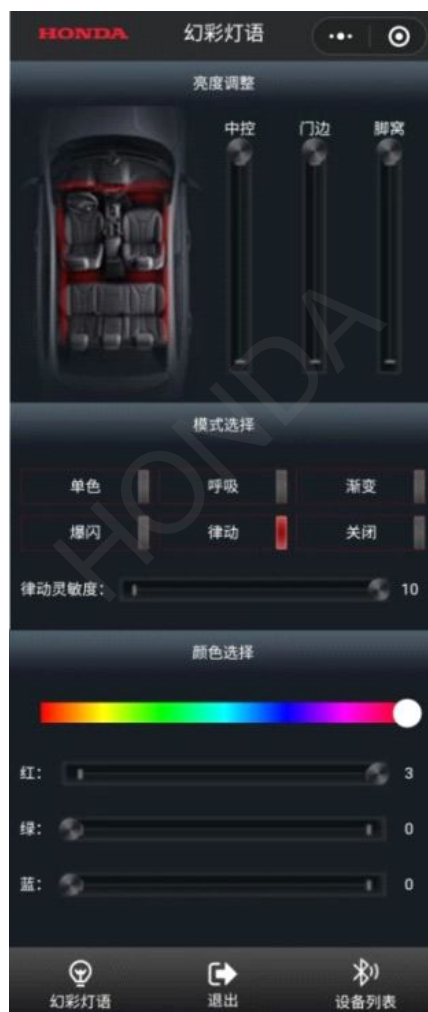 HONDA 幻彩灯语
亮度调整
中控 门边 脚窝
模式选择
单色 呼吸 渐变
爆闪 律动 关闭
律动灵敏度： 10
颜色选择
红： 3
绿： 0
蓝： 0
幻彩灯语 退出 设备列表
HONDA